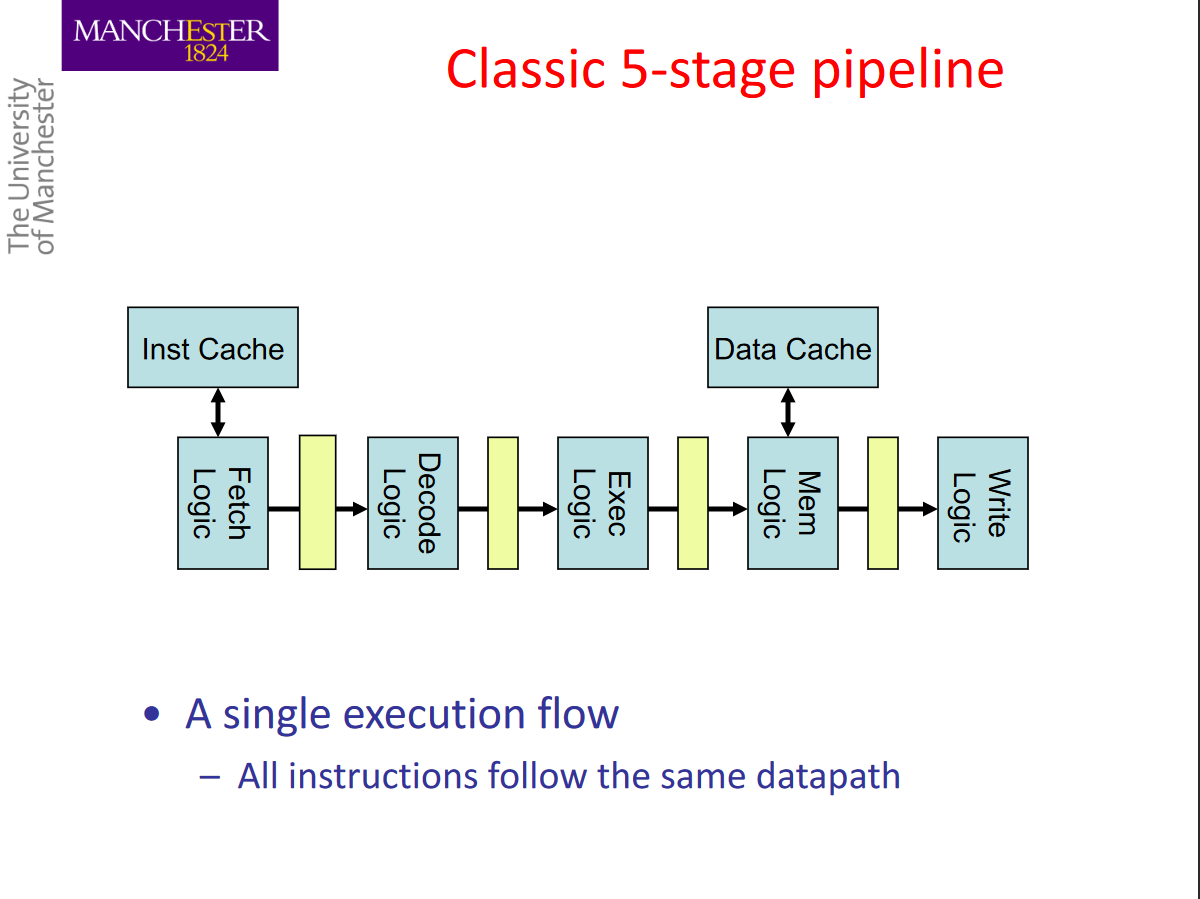 MANCHESTER
1824
The University
of Manchester
Classic 5-stage pipeline
Inst Cache
Data Cache
Fetch
Logic
Decode
Logic
Exec
Logic
Mem
Logic
Write
Logic
• A single execution flow
– All instructions follow the same datapath